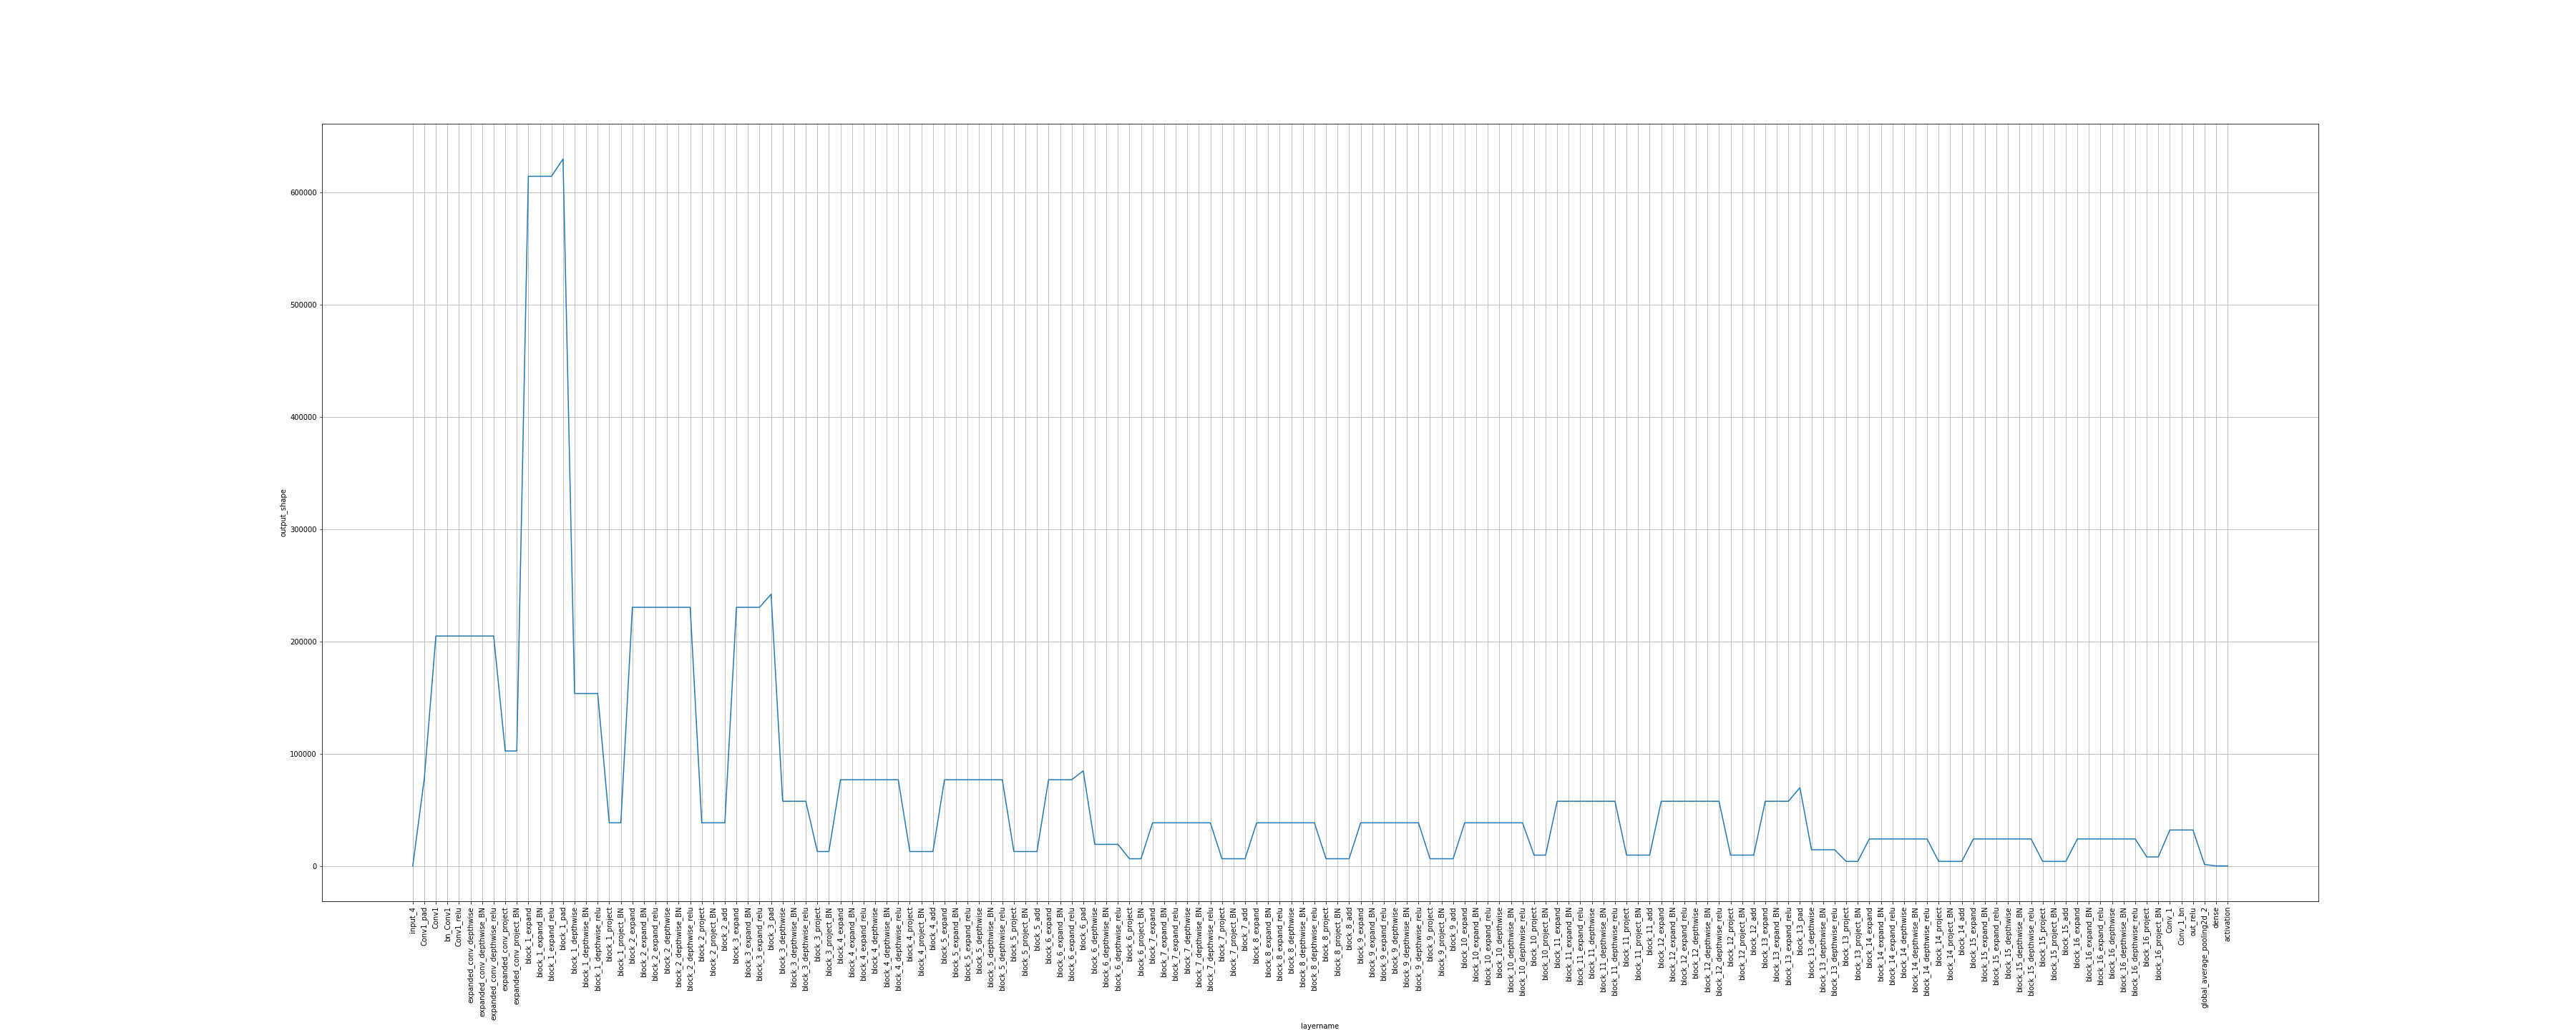 600000
500000
400000
300000
200000
100000
0
output_shape
input_4
Conv1_pad
Conv1
bn_Conv1
Conv1_relu
expanded_conv_depthwise
expanded_conv_depthwise_BN
expanded_conv_depthwise_relu
expanded_conv_project
expanded_conv_project_BN
block_1_expand
block_1_expand_BN
block_1_expand_relu
block_1_pad
block_1_depthwise
block_1_depthwise_BN
block_1_depthwise_relu
block_1_project
block_1_project_BN
block_2_expand
block_2_expand_BN
block_2_expand_relu
block_2_depthwise
block_2_depthwise_BN
block_2_depthwise_relu
block_2_project
block_2_project_BN
block_2_add
block_3_expand
block_3_expand_BN
block_3_expand_relu
block_3_pad
block_3_depthwise
block_3_depthwise_BN
block_3_depthwise_relu
block_3_project
block_3_project_BN
block_4_expand
block_4_expand_BN
block_4_expand_relu
block_4_depthwise
block_4_depthwise_BN
block_4_depthwise_relu
block_4_project
block_4_project_BN
block_4_add
block_5_expand
block_5_expand_BN
block_5_expand_relu
block_5_depthwise
block_5_depthwise_BN
block_5_depthwise_relu
block_5_project
block_5_project_BN
block_5_add
block_6_expand
block_6_expand_BN
block_6_expand_relu
block_6_pad
block_6_depthwise
block_6_depthwise_BN
block_6_depthwise_relu
block_6_project
block_6_project_BN
block_7_expand
block_7_expand_BN
block_7_expand_relu
block_7_depthwise
block_7_depthwise_BN
block_7_depthwise_relu
block_7_project
block_7_project_BN
block_7_add
block_8_expand
block_8_expand_BN
block_8_expand_relu
block_8_depthwise
block_8_depthwise_BN
block_8_depthwise_relu
block_8_project
block_8_project_BN
block_8_add
block_9_expand
block_9_expand_BN
block_9_expand_relu
block_9_depthwise
block_9_depthwise_BN
block_9_depthwise_relu
block_9_project
block_9_project_BN
block_9_add
block_10_expand
block_10_expand_BN
block_10_expand_relu
block_10_depthwise
block_10_depthwise_BN
block_10_depthwise_relu
block_10_project
block_10_project_BN
block_11_expand
block_11_expand_BN
block_11_expand_relu
block_11_depthwise
block_11_depthwise_BN
block_11_depthwise_relu
block_11_project
block_11_project_BN
block_11_add
block_12_expand
block_12_expand_BN
block_12_expand_relu
block_12_depthwise
block_12_depthwise_BN
block_12_depthwise_relu
block_12_project
block_12_project_BN
block_12_add
block_13_expand
block_13_expand_BN
block_13_expand_relu
block_13_pad
block_13_depthwise
block_13_depthwise_BN
block_13_depthwise_relu
block_13_project
block_13_project_BN
block_14_expand
block_14_expand_BN
block_14_expand_relu
block_14_depthwise
block_14_depthwise_BN
block_14_depthwise_relu
block_14_project
block_14_project_BN
block_14_add
block_15_expand
block_15_expand_BN
block_15_expand_relu
block_15_depthwise
block_15_depthwise_BN
block_15_depthwise_relu
block_15_project
block_15_project_BN
block_15_add
block_16_expand
block_16_expand_BN
block_16_expand_relu
block_16_depthwise
block_16_depthwise_BN
block_16_depthwise_relu
block_16_project
block_16_project_BN
Conv_1
Conv_1_bn
out_relu
global_average_pooling2d_2
dense
activation
layername